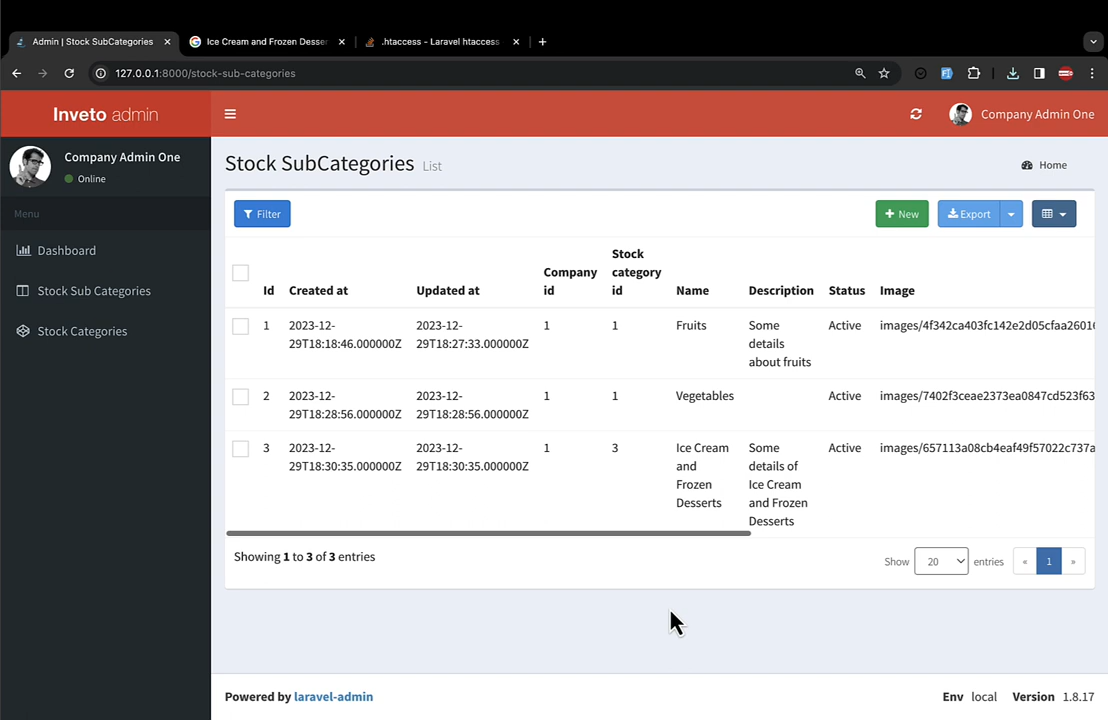 Admin | Stock SubCategories
Ice Cream and Frozen Desser
.htaccess - Laravel htaccess
127.0.0.1:8000/stock-sub-categories
Inveto admin
Company Admin One
Company Admin One
Online
Menu
Dashboard
Stock Sub Categories
Stock Categories
Stock SubCategories List
Home
Filter
New
Export
Id
Created at
Updated at
Company id
Stock category id
Name
Description
Status
Image
1
2023-12-
29T18:18:46.000000Z
2023-12-
29T18:27:33.000000Z
1
1
Fruits
Some
details
about fruits
Active
images/4f342ca403fc142e2d05cfaa26016
2
2023-12-
29T18:28:56.000000Z
2023-12-
29T18:28:56.000000Z
1
1
Vegetables
Active
images/7402f3ceae2373ea0847cd523f63
3
2023-12-
29T18:30:35.000000Z
2023-12-
29T18:30:35.000000Z
1
3
Ice Cream
and
Frozen
Desserts
Some
details of
Ice Cream
and Frozen
Desserts
Active
images/657113a08cb4eaf49f57022c737a
Showing 1 to 3 of 3 entries
Show 20 entries
« 1 »
Powered by laravel-admin
Env local Version 1.8.17